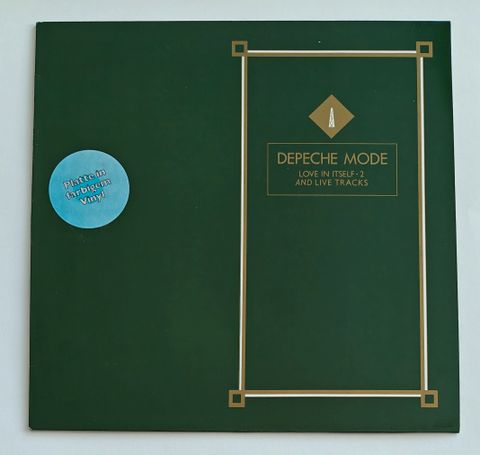 Platte in
farbigem
Vinyl
DEPECHE MODE
LOVE IN ITSELF · 2
AND LIVE TRACKS